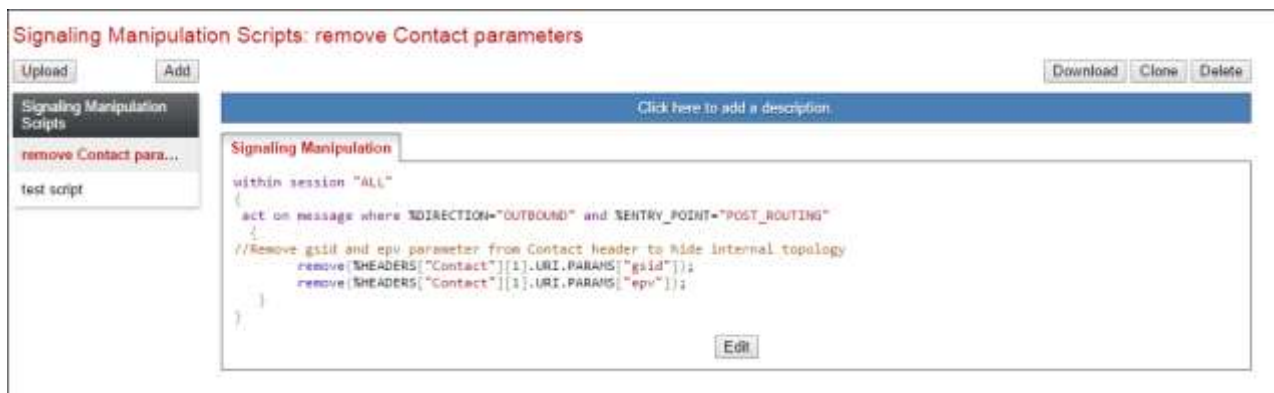 Signaling Manipulation Scripts: remove Contact parameters
Upload Add Download Clone Delete
Signaling Manipulation
Scripts
remove Contact para...
test script
Click here to add a description.
Signaling Manipulation
within session "ALL"
{
act on message where %DIRECTION="OUTBOUND" and %ENTRY_POINT="POST_ROUTING"
{
//Remove gsid and epv parameter from Contact header to hide internal topology
remove(%HEADERS["Contact"][1].URI.PARAMS["gsid"]);
remove(%HEADERS["Contact"][1].URI.PARAMS["epv"]);
}
}
Edit